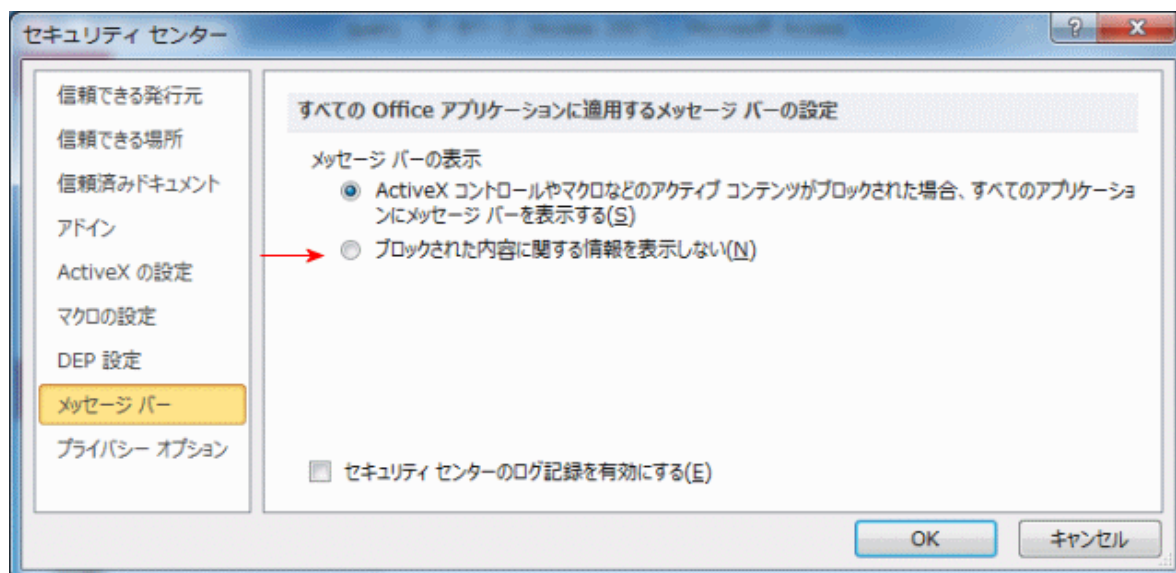 セキュリティ センター
信頼できる発行元
信頼できる場所
信頼済みドキュメント
アドイン
ActiveX の設定
マクロの設定
DEP 設定
メッセージ バー
プライバシー オプション
すべての Office アプリケーションに適用するメッセージ バーの設定
メッセージ バーの表示
ActiveX コントロールやマクロなどのアクティブ コンテンツがブロックされた場合、すべてのアプリケーショ
ンにメッセージ バーを表示する(S)
ブロックされた内容に関する情報を表示しない(N)
セキュリティ センターのログ記録を有効にする(E)
OK
キャンセル